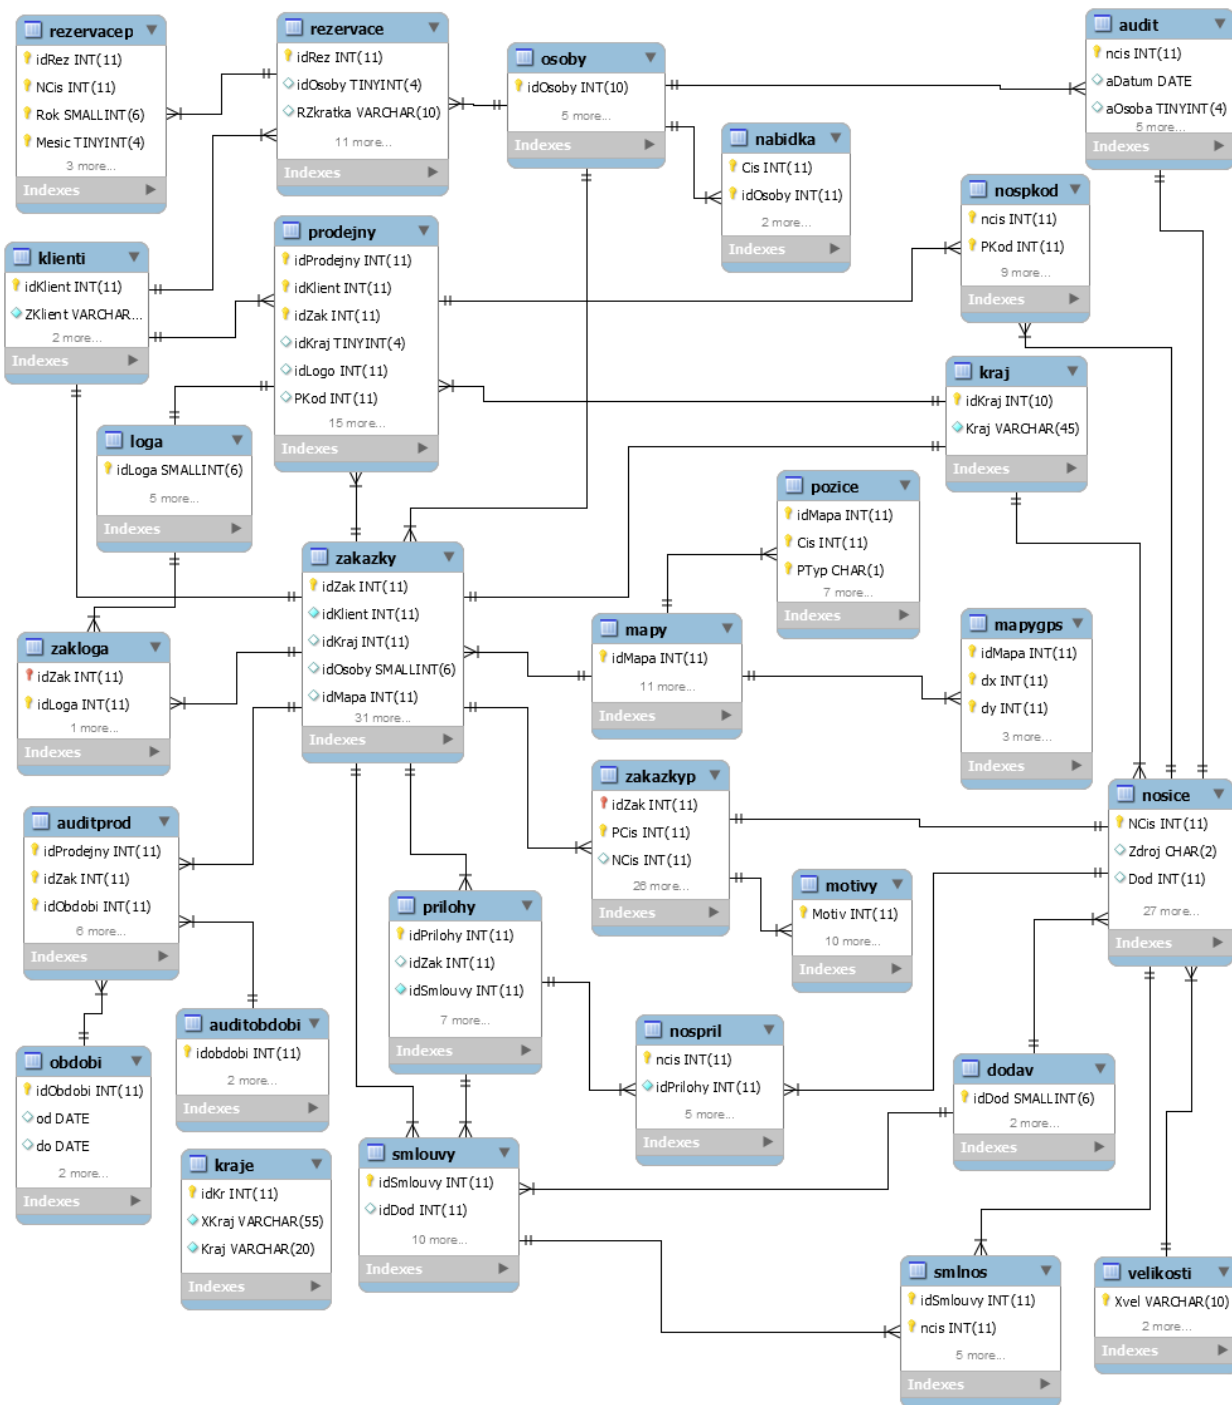 rezervacep
idRez INT(11)
NCis INT(11)
Rok SMALLINT(6)
Mesic TINYINT(4)
3 more...
Indexes
rezervace
idRez INT(11)
idOsoby TINYINT(4)
RZkratka VARCHAR(10)
11 more...
Indexes
osoby
idOsoby INT(10)
5 more...
Indexes
audit
ncis INT(11)
aDatum DATE
aOsoba TINYINT(4)
5 more...
Indexes
nabidka
Cis INT(11)
idOsoby INT(11)
2 more...
Indexes
nospkod
ncis INT(11)
PKod INT(11)
9 more...
Indexes
klienti
idKlient INT(11)
ZKlient VARCHAR...
2 more...
Indexes
prodejny
idProdejny INT(11)
idKlient INT(11)
idZak INT(11)
idKraj TINYINT(4)
idLogo INT(11)
PKod INT(11)
15 more...
Indexes
kraj
idKraj INT(10)
Kraj VARCHAR(45)
Indexes
loga
idLoga SMALLINT(6)
5 more...
Indexes
pozice
idMapa INT(11)
Cis INT(11)
PTyp CHAR(1)
7 more...
Indexes
zakazky
idZak INT(11)
idKlient INT(11)
idKraj INT(11)
idOsoby SMALLINT(6)
idMapa INT(11)
31 more...
Indexes
mapy
idMapa INT(11)
11 more...
Indexes
mapygps
idMapa INT(11)
dx INT(11)
dy INT(11)
3 more...
Indexes
zakloga
idZak INT(11)
idLoga INT(11)
1 more...
Indexes
zakazkyp
idZak INT(11)
PCis INT(11)
NCis INT(11)
26 more...
Indexes
nosice
NCis INT(11)
Zdroj CHAR(2)
Dod INT(11)
27 more...
Indexes
auditprod
idProdejny INT(11)
idZak INT(11)
idObdobi INT(11)
6 more...
Indexes
motivy
Motiv INT(11)
10 more...
Indexes
prilohy
idPrilohy INT(11)
idZak INT(11)
idSmlouvy INT(11)
7 more...
Indexes
auditobdobi
idobdobi INT(11)
2 more...
Indexes
nospril
ncis INT(11)
idPrilohy INT(11)
5 more...
Indexes
obdobi
idObdobi INT(11)
od DATE
do DATE
2 more...
Indexes
dodav
idDod SMALLINT(6)
2 more...
Indexes
kraje
idKr INT(11)
XKraj VARCHAR(55)
Kraj VARCHAR(20)
Indexes
smlouvy
idSmlouvy INT(11)
idDod INT(11)
10 more...
Indexes
smlnos
idSmlouvy INT(11)
ncis INT(11)
5 more...
Indexes
velikosti
Xvel VARCHAR(10)
2 more...
Indexes